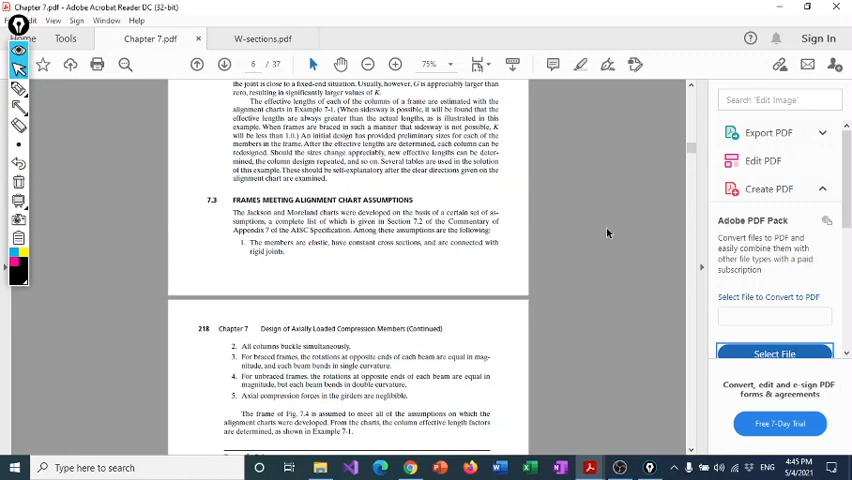 Chapter 7.pdf - Adobe Acrobat Reader DC (32-bit)
View Sign Window Help
Home Tools Chapter 7.pdf × W-sections.pdf Sign In
6 / 37 75%
the joint is close to a fixed-end situation. Usually, however, G is appreciably larger than
zero, resulting in significantly larger values of K.
The effective lengths of each of the columns of a frame are estimated with the
alignment charts in Example 7-1. (When sidesway is possible, it will be found that the
effective lengths are always greater than the actual lengths, as is illustrated in this
example. When frames are braced in such a manner that sidesway is not possible, K
will be less than 1.0.) An initial design has provided preliminary sizes for each of the
members in the frame. After the effective lengths are determined, each column can be
redesigned. Should the sizes change appreciably, new effective lengths can be deter-
mined, the column designs repeated, and so on. Several tables are used in the solution
of this example. These should be self-explanatory after the clear directions given on the
alignment chart are examined.
7.3 FRAMES MEETING ALIGNMENT CHART ASSUMPTIONS
The Jackson and Moreland charts were developed on the basis of a certain set of as-
sumptions, a complete list of which is given in Section 7.2 of the Commentary of
Appendix 7 of the AISC Specification. Among these assumptions are the following:
1. The members are elastic, have constant cross sections, and are connected with
rigid joints.
218 Chapter 7 Design of Axially Loaded Compression Members (Continued)
2. All columns buckle simultaneously.
3. For braced frames, the rotations at opposite ends of each beam are equal in mag-
nitude, and each beam bends in single curvature.
4. For unbraced frames, the rotations at opposite ends of each beam are equal in
magnitude, but each beam bends in double curvature.
5. Axial compression forces in the girders are neglibible.
The frame of Fig. 7.4 is assumed to meet all of the assumptions on which the
alignment charts were developed. From the charts, the column effective length factors
are determined, as shown in Example 7-1.
Search 'Edit Image'
Export PDF
Edit PDF
Create PDF
Adobe PDF Pack
Convert files to PDF and
easily combine them with
other file types with a paid
subscription
Select File to Convert to PDF
Select File
Convert, edit and e-sign PDF
forms & agreements
Free 7-Day Trial
Type here to search
ENG
4:45 PM
5/4/2021